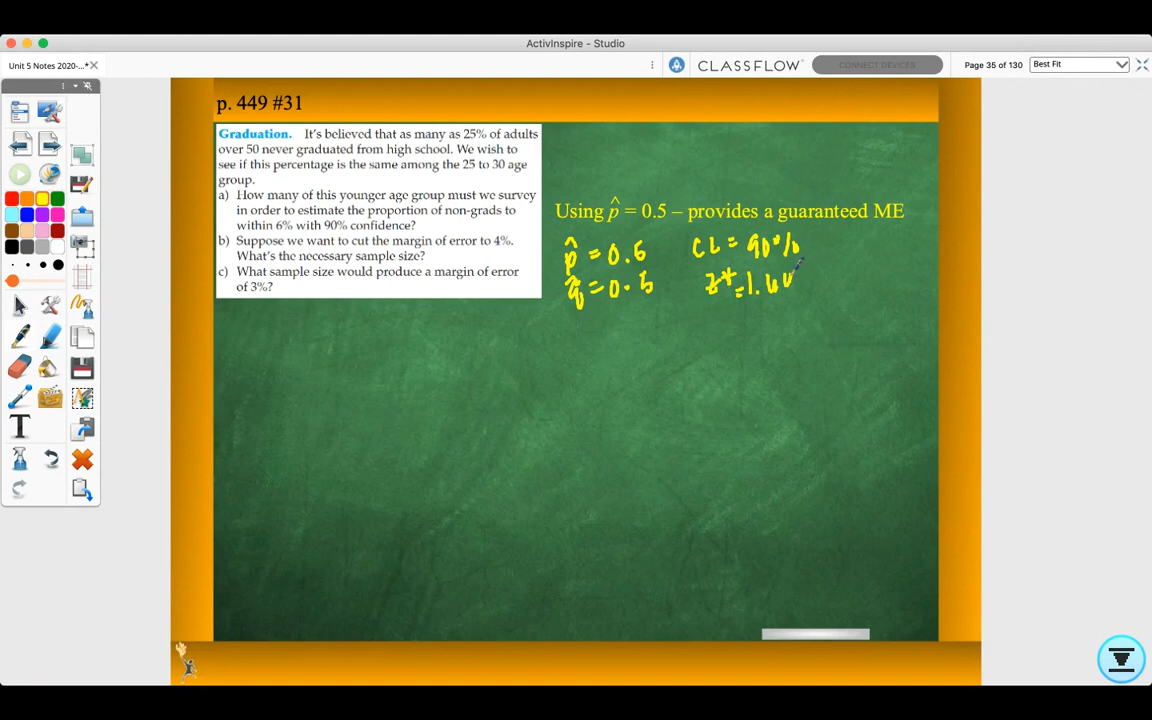 ActivInspire - Studio
Unit 5 Notes 2020-...*
CLASSFLOW
CONNECT DEVICES
Page 35 of 130
Best Fit
p. 449 #31
Graduation. It's believed that as many as 25% of adults
over 50 never graduated from high school. We wish to
see if this percentage is the same among the 25 to 30 age
group.
a) How many of this younger age group must we survey
in order to estimate the proportion of non-grads to
within 6% with 90% confidence?
b) Suppose we want to cut the margin of error to 4%.
What's the necessary sample size?
c) What sample size would produce a margin of error
of 3%?
Using p̂ = 0.5 – provides a guaranteed ME
p̂ = 0.5 CL = 90%
q̂ = 0.5 z* = 1.64
T